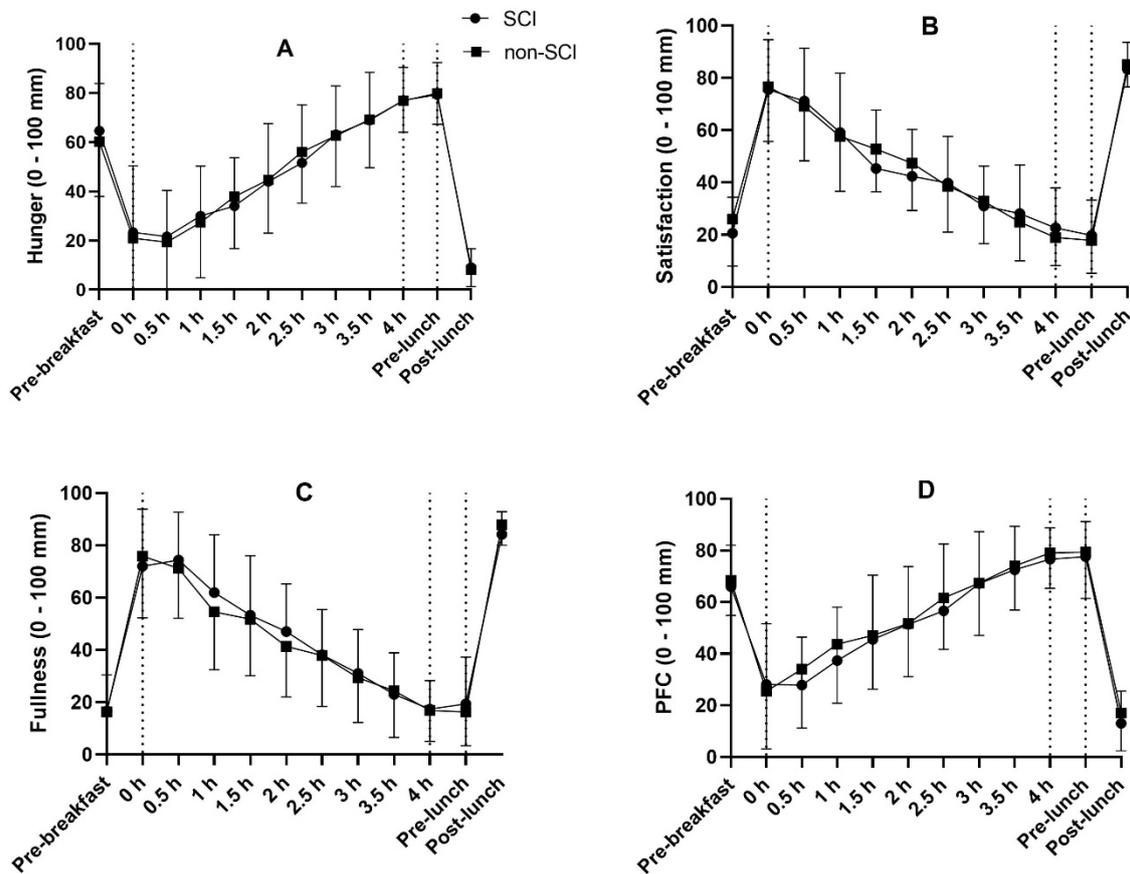 SCI
non-SCI
A
Hunger (0 - 100 mm)
100
80
60
40
20
0
Pre-breakfast
0 h
0.5 h
1 h
1.5 h
2 h
2.5 h
3 h
3.5 h
4 h
Pre-lunch
Post-lunch
B
Satisfaction (0 - 100 mm)
100
80
60
40
20
0
Pre-breakfast
0 h
0.5 h
1 h
1.5 h
2 h
2.5 h
3 h
3.5 h
4 h
Pre-lunch
Post-lunch
C
Fullness (0 - 100 mm)
100
80
60
40
20
0
Pre-breakfast
0 h
0.5 h
1 h
1.5 h
2 h
2.5 h
3 h
3.5 h
4 h
Pre-lunch
Post-lunch
D
PFC (0 - 100 mm)
100
80
60
40
20
0
Pre-breakfast
0 h
0.5 h
1 h
1.5 h
2 h
2.5 h
3 h
3.5 h
4 h
Pre-lunch
Post-lunch